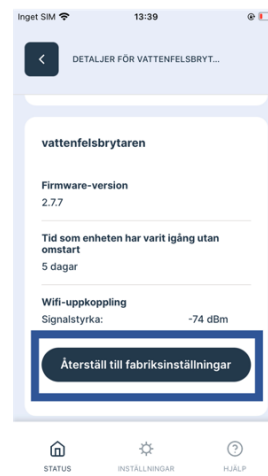 Inget SIM 13:39
DETALJER FÖR VATTENFELSBRYT...
vattenfelsbrytaren
Firmware-version
2.7.7
Tid som enheten har varit igång utan
omstart
5 dagar
Wifi-uppkoppling
Signalstyrka: -74 dBm
Återställ till fabriksinställningar
STATUS INSTÄLLNINGAR HJÄLP